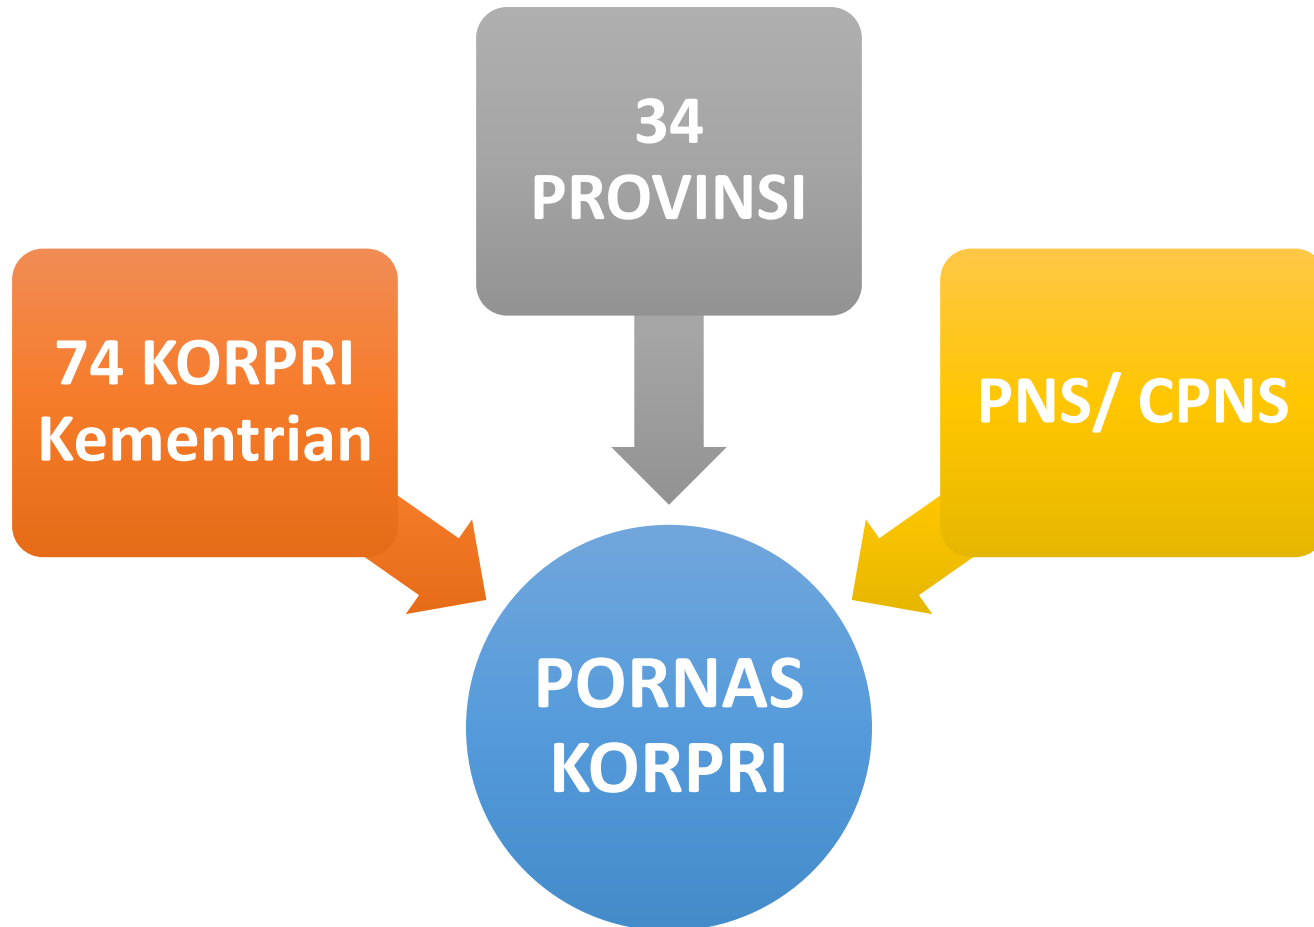 34
PROVINSI
74 KORPRI
Kementrian
PNS/ CPNS
PORNAS
KORPRI